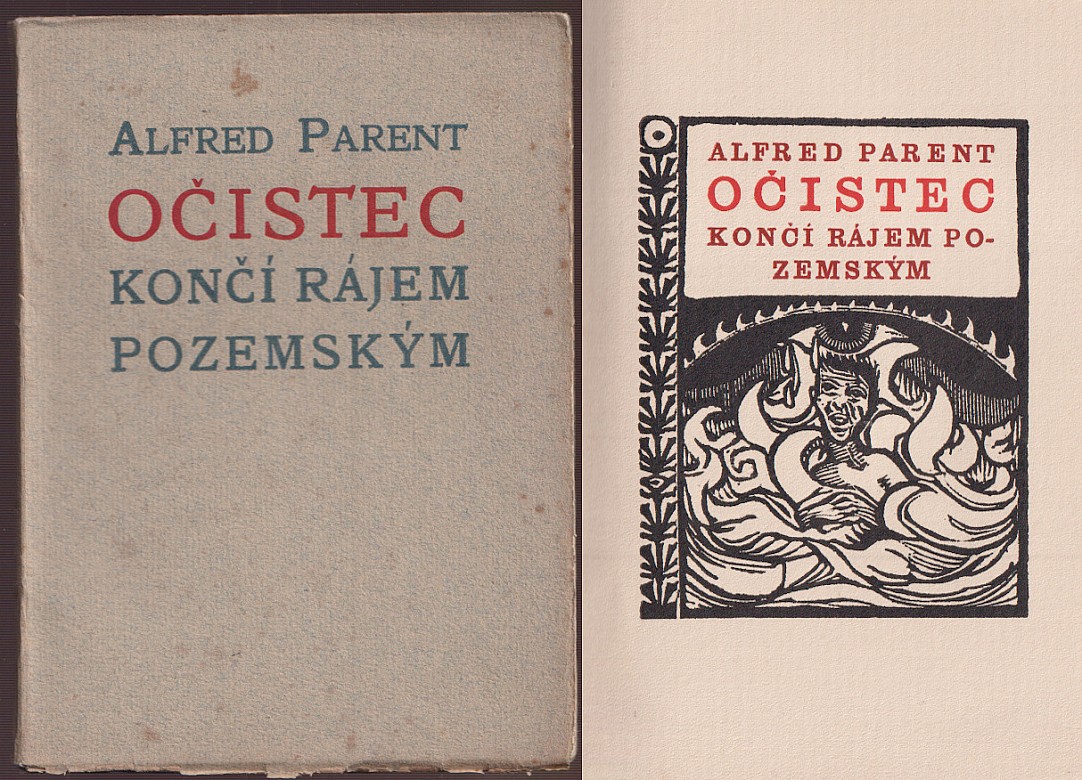 ALFRED PARENT
OČISTEC
KONČÍ RÁJEM
POZEMSKÝM
ALFRED PARENT
OČISTEC
KONČÍ RÁJEM PO-
ZEMSKÝM